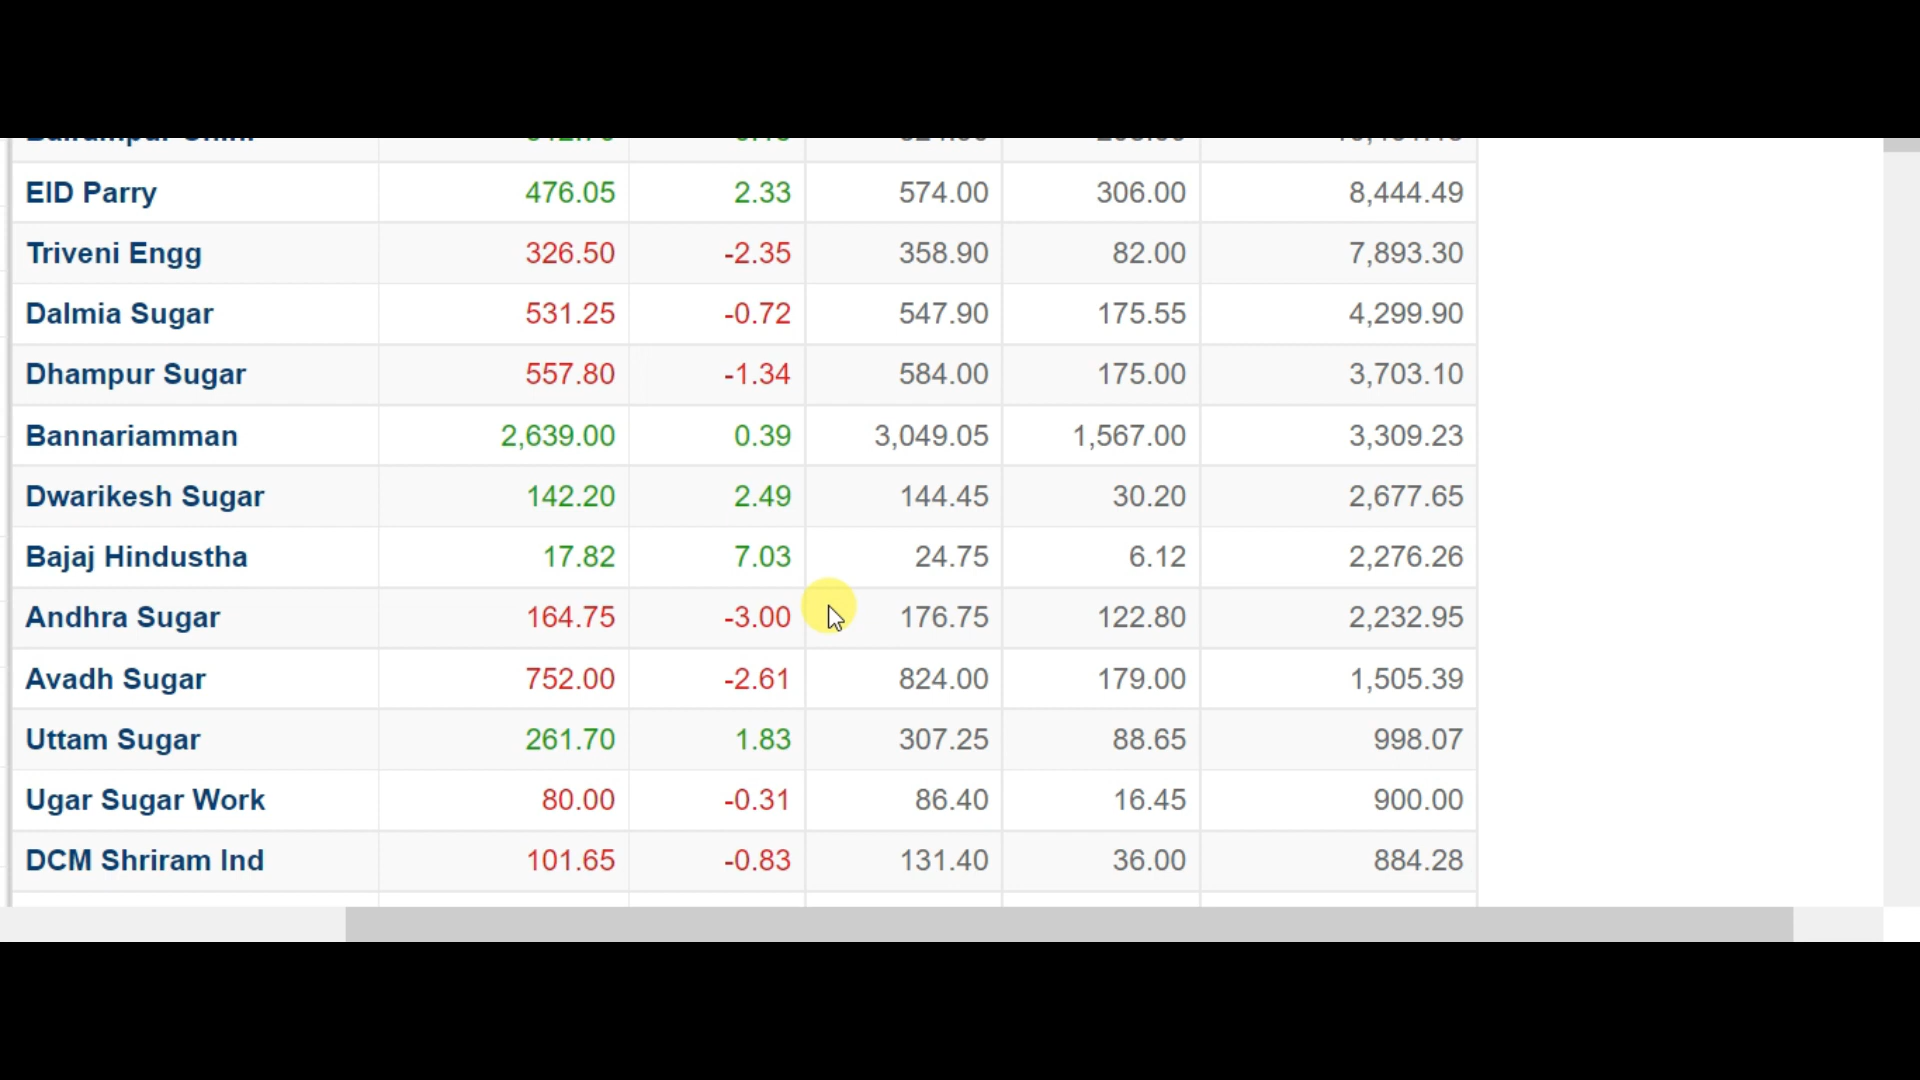 EID Parry 476.05 2.33 574.00 306.00 8,444.49
Triveni Engg 326.50 -2.35 358.90 82.00 7,893.30
Dalmia Sugar 531.25 -0.72 547.90 175.55 4,299.90
Dhampur Sugar 557.80 -1.34 584.00 175.00 3,703.10
Bannariamman 2,639.00 0.39 3,049.05 1,567.00 3,309.23
Dwarikesh Sugar 142.20 2.49 144.45 30.20 2,677.65
Bajaj Hindustha 17.82 7.03 24.75 6.12 2,276.26
Andhra Sugar 164.75 -3.00 176.75 122.80 2,232.95
Avadh Sugar 752.00 -2.61 824.00 179.00 1,505.39
Uttam Sugar 261.70 1.83 307.25 88.65 998.07
Ugar Sugar Work 80.00 -0.31 86.40 16.45 900.00
DCM Shriram Ind 101.65 -0.83 131.40 36.00 884.28